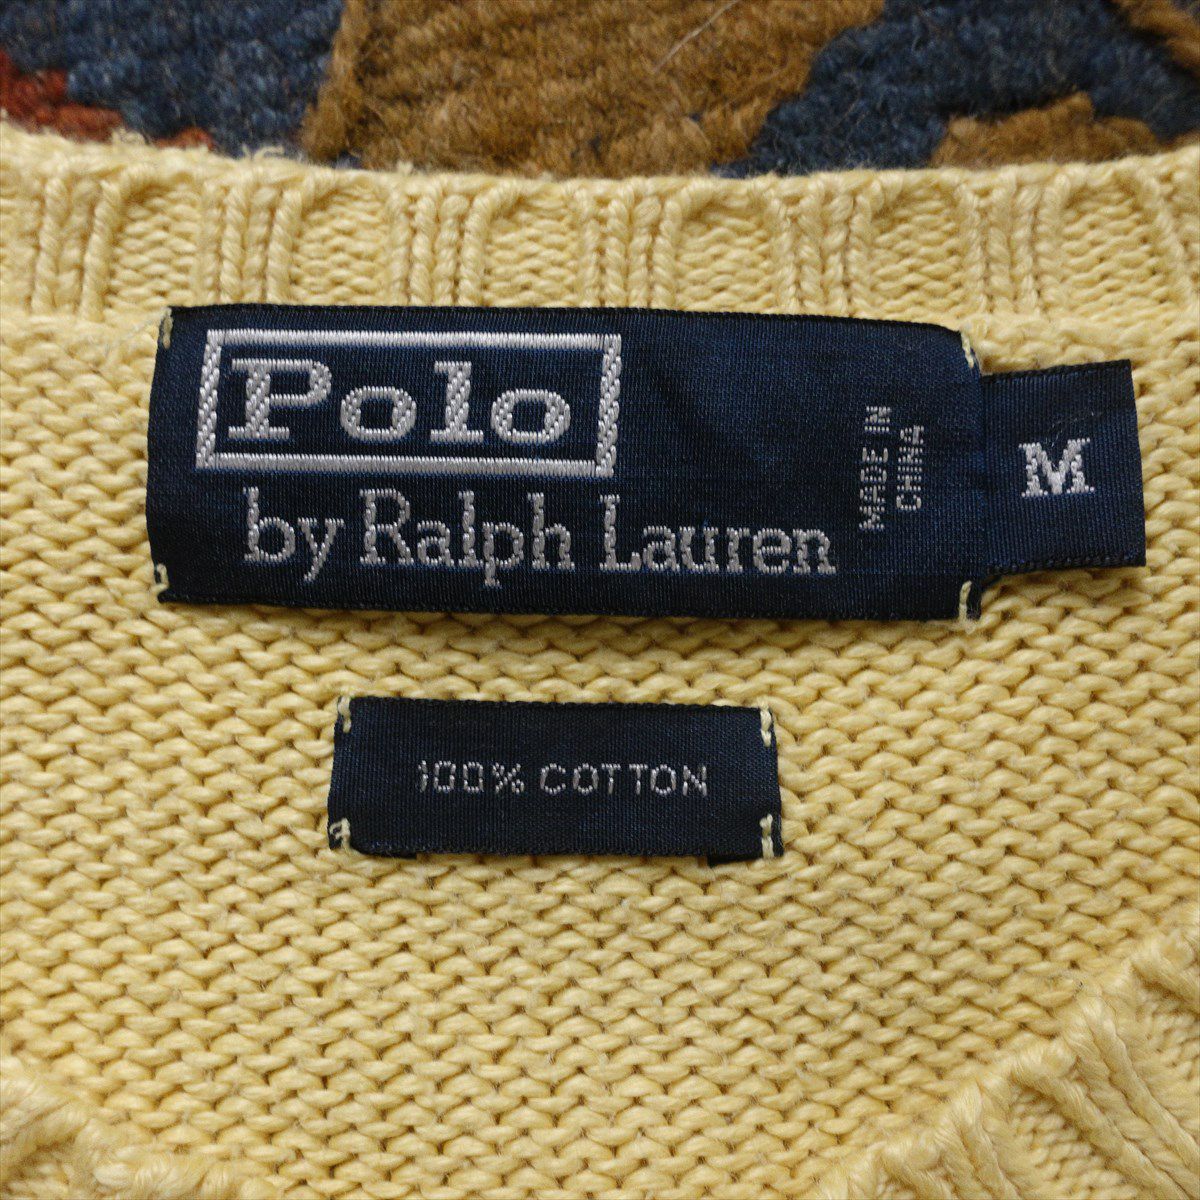 Polo
by Ralph Lauren
MADE IN
CHINA
M
100% COTTON